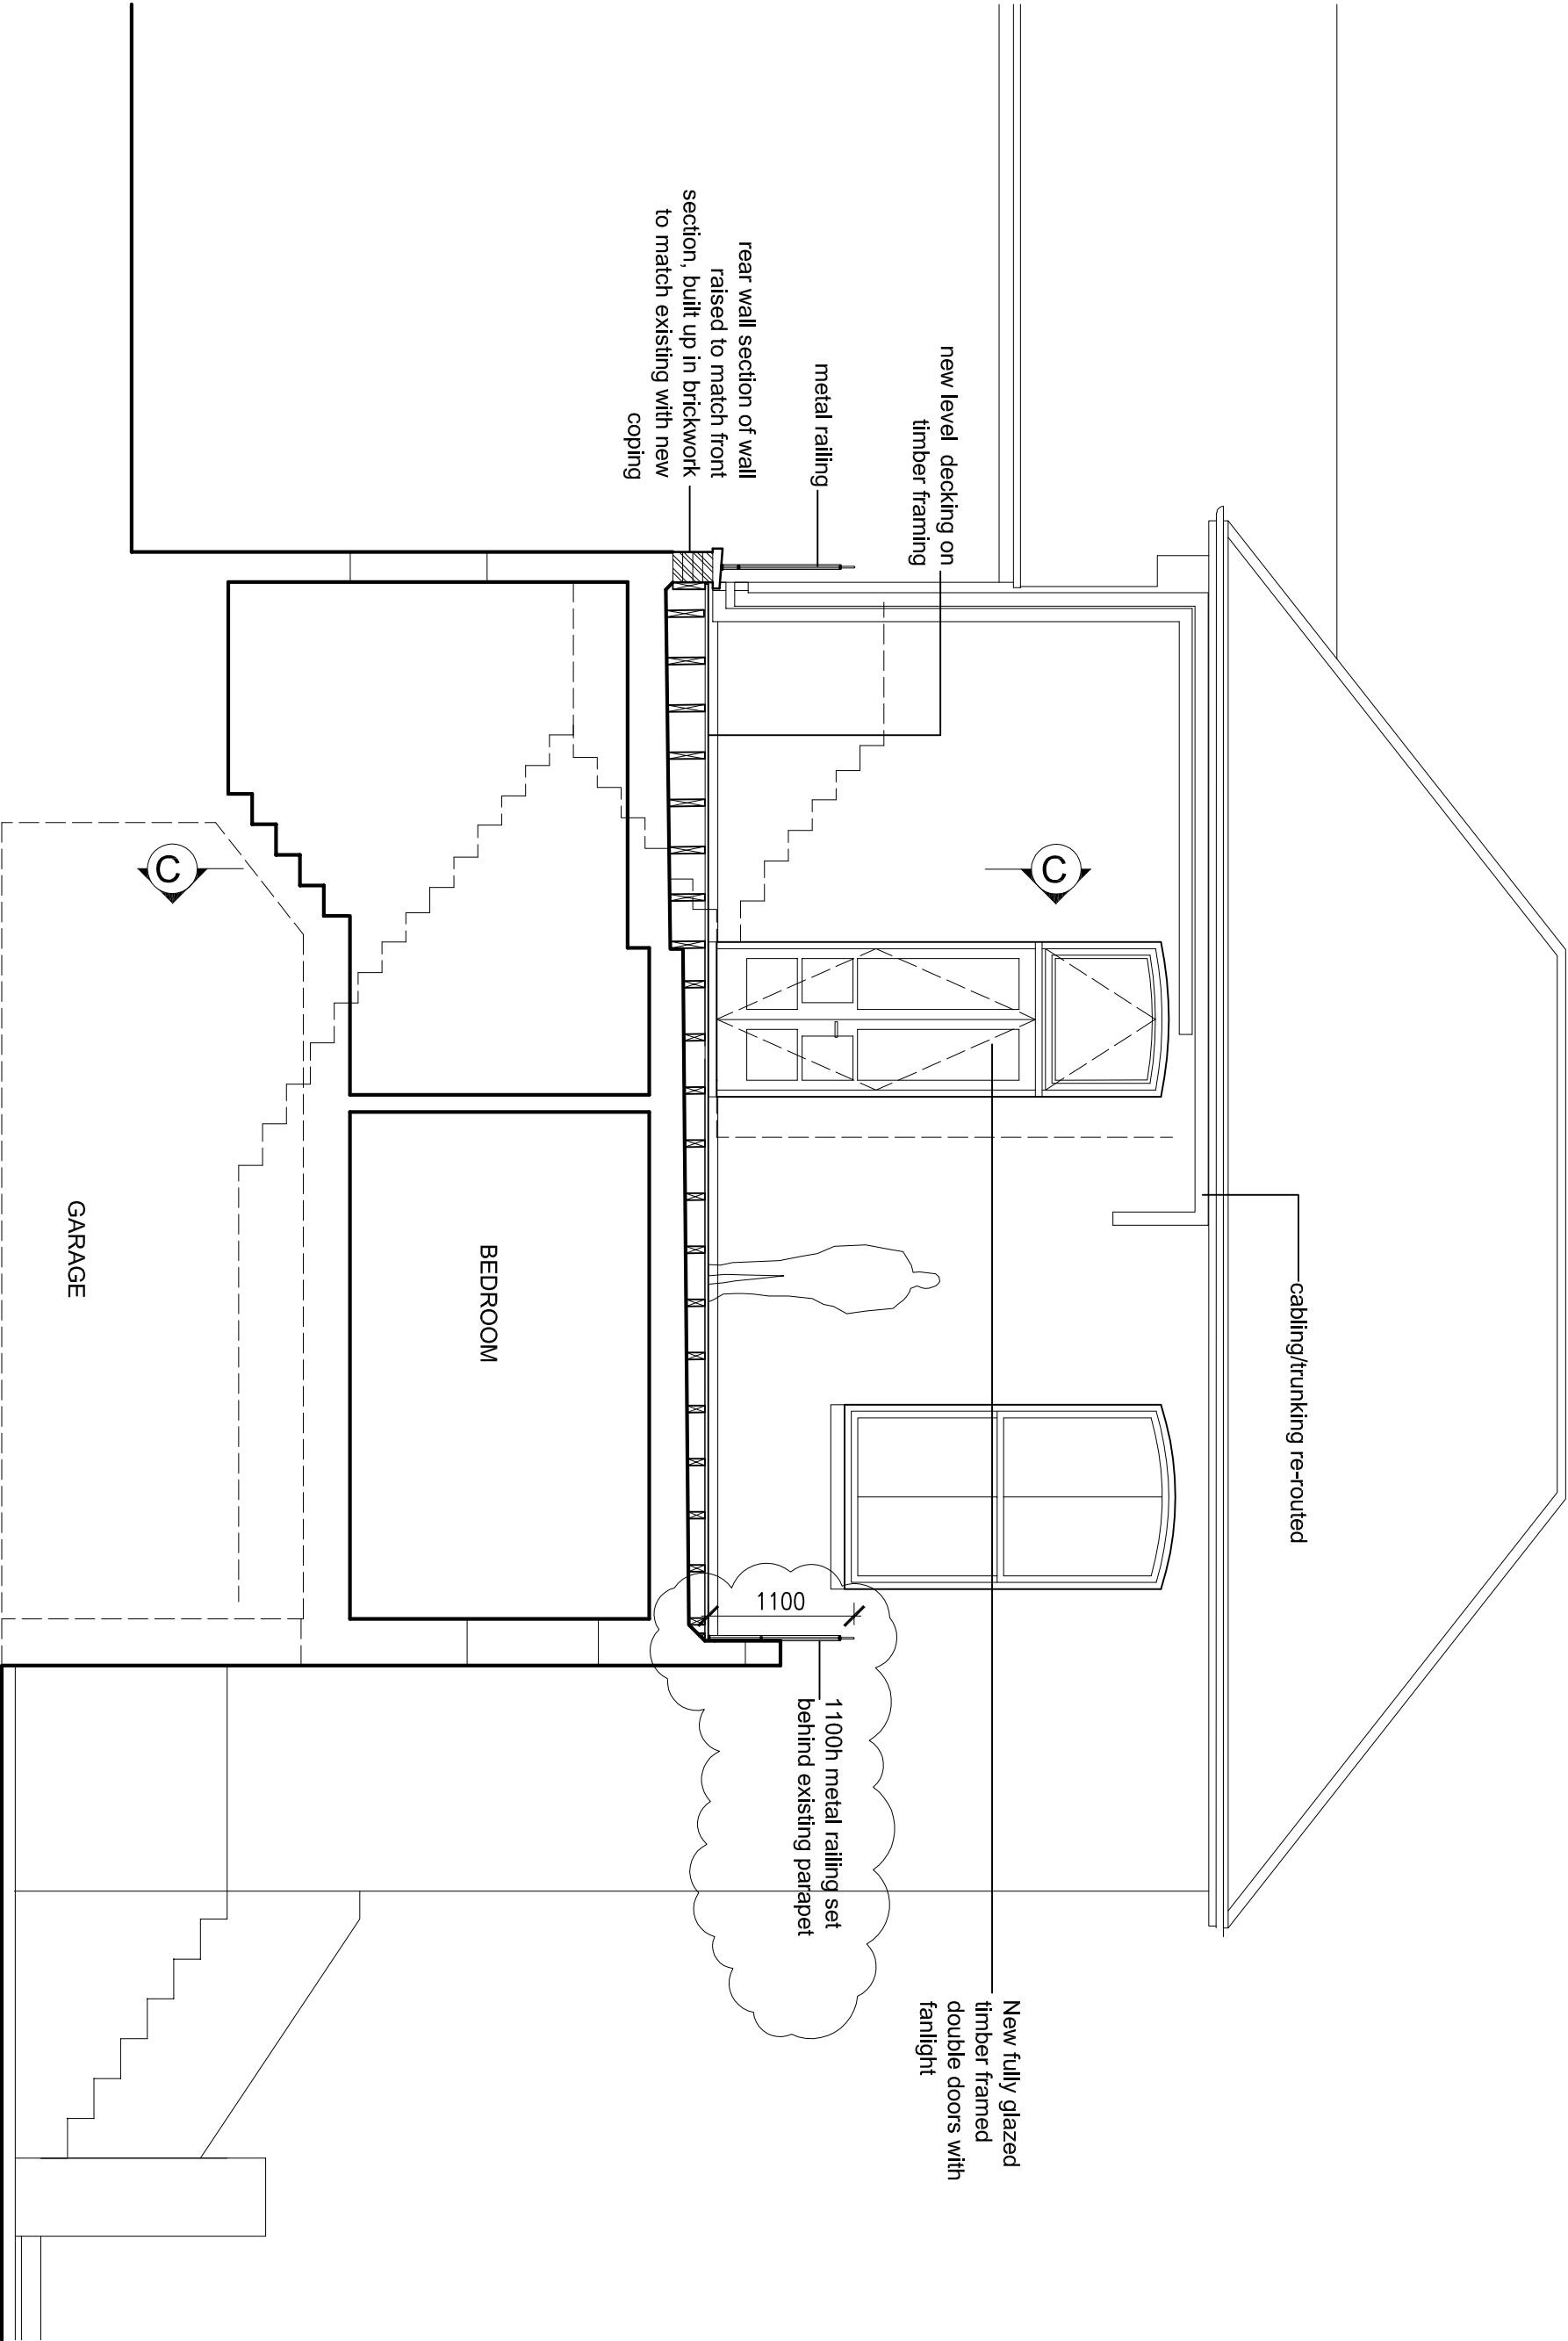 cabling/trunking re-routed
new level decking on
timber framing
metal railing
rear wall section of wall
raised to match front
section, built up in brickwork
to match existing with new
coping
New fully glazed
timber framed
double doors with
fanlight
1100
1100h metal railing set
behind existing parapet
C
C
BEDROOM
GARAGE